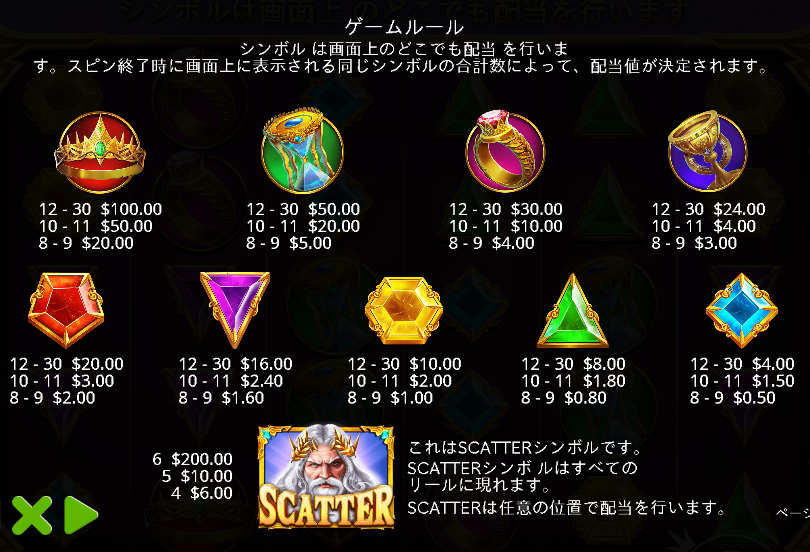 ゲームルール
シンボル は画面上のどこでも配当 を行いま
す。スピン終了時に画面上に表示される同じシンボルの合計数によって、配当値が決定されます。
12 - 30 $100.00
10 - 11 $50.00
8 - 9 $20.00
12 - 30 $50.00
10 - 11 $20.00
8 - 9 $5.00
12 - 30 $30.00
10 - 11 $10.00
8 - 9 $4.00
12 - 30 $24.00
10 - 11 $4.00
8 - 9 $3.00
12 - 30 $20.00
10 - 11 $3.00
8 - 9 $2.00
12 - 30 $16.00
10 - 11 $2.40
8 - 9 $1.60
12 - 30 $10.00
10 - 11 $2.00
8 - 9 $1.00
12 - 30 $8.00
10 - 11 $1.80
8 - 9 $0.80
12 - 30 $4.00
10 - 11 $1.50
8 - 9 $0.50
6 $200.00
5 $10.00
4 $6.00
SCATTER
これはSCATTERシンボルです。
SCATTERシンボ ルはすべての
リールに現れます。
SCATTERは任意の位置で配当を行います。